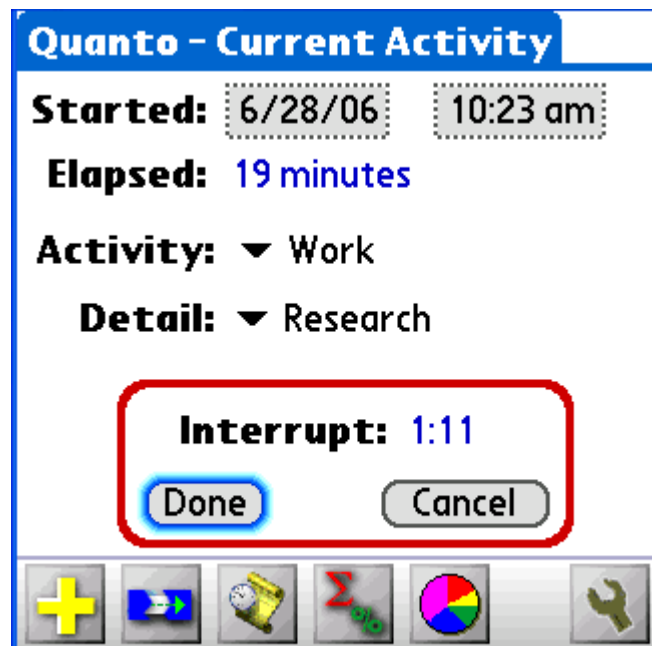 Quanto - Current Activity
Started: 6/28/06 10:23 am
Elapsed: 19 minutes
Activity: Work
Detail: Research
Interrupt: 1:11
Done Cancel
Σ%